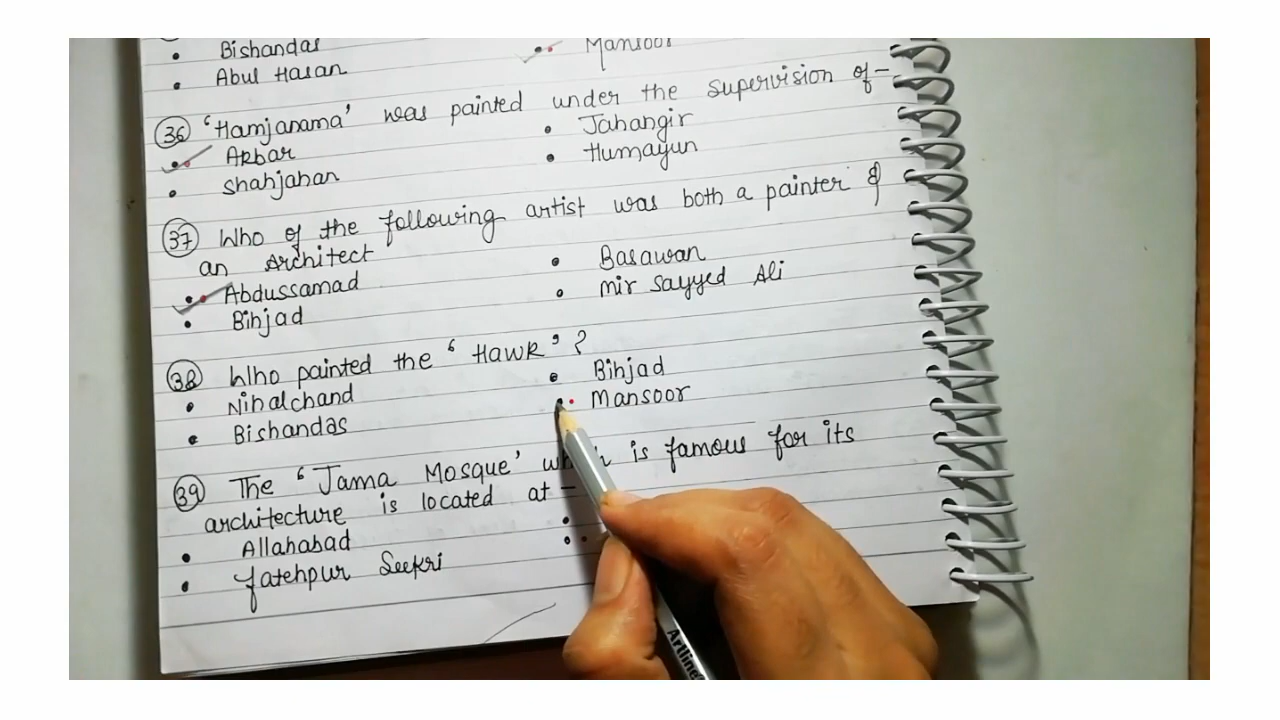 Bishandas
Mansoor
Abul Hasan
36 'Hamjanama' was painted under the supervision of-
Akbar
Jahangir
Shahjahan
Humayun
37 Who of the following artist was both a painter &
an Architect
Abdussamad
Basawan
Bihjad
Mir Sayyed Ali
38 Who painted the ' Hawk '?
Nihalchand
Bihjad
Bishandas
Mansoor
39 The 'Jama Mosque' which is famous for its
architecture is located at -
Allahabad
Fatehpur Seekri
Artline